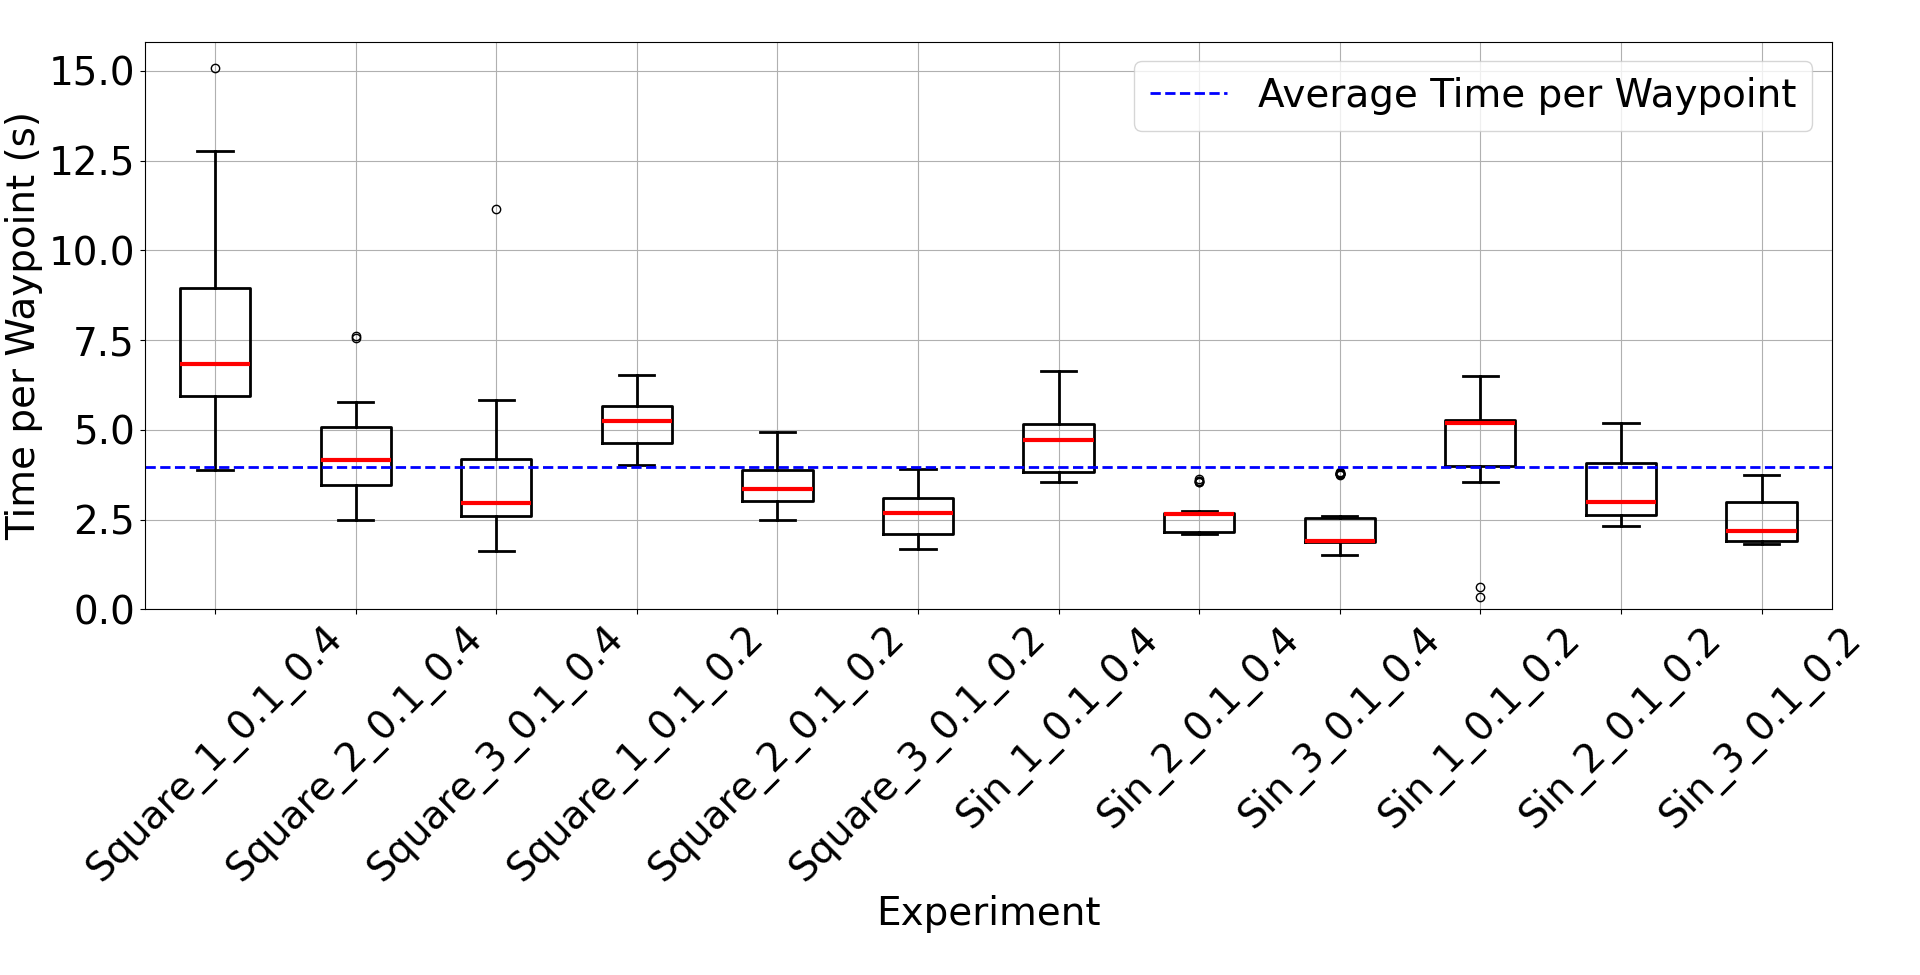 Time per Waypoint (s)
15.0
12.5
10.0
7.5
5.0
2.5
0.0
Average Time per Waypoint
Square_1_0.1_0.4
Square_2_0.1_0.4
Square_3_0.1_0.4
Square_1_0.1_0.2
Square_2_0.1_0.2
Square_3_0.1_0.2
Sin_1_0.1_0.4
Sin_2_0.1_0.4
Sin_3_0.1_0.4
Sin_1_0.1_0.2
Sin_2_0.1_0.2
Sin_3_0.1_0.2
Experiment